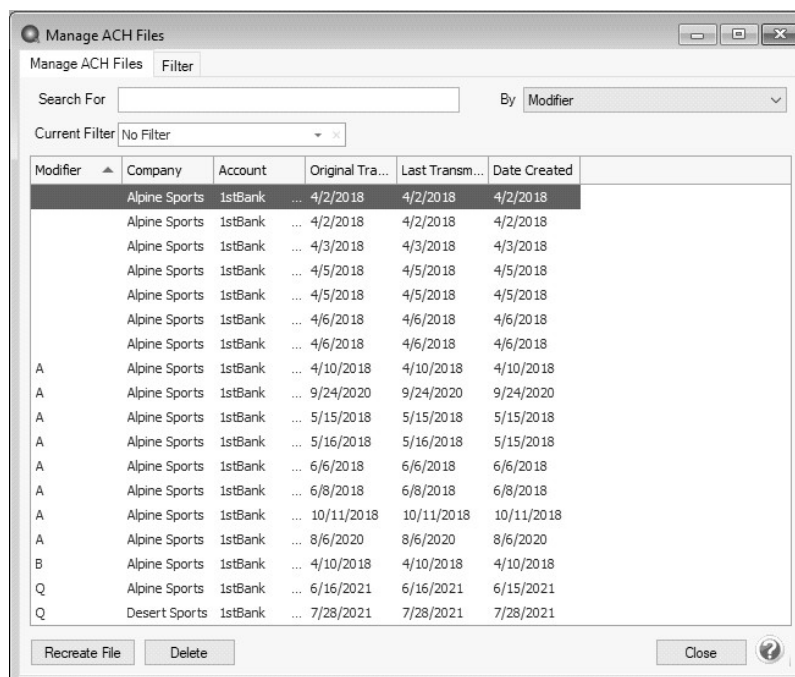 Manage ACH Files
Manage ACH Files Filter
Search For By Modifier
Current Filter No Filter
Modifier Company Account Original Tra... Last Transm... Date Created
Alpine Sports 1stBank ... 4/2/2018 4/2/2018 4/2/2018
Alpine Sports 1stBank ... 4/2/2018 4/2/2018 4/2/2018
Alpine Sports 1stBank ... 4/3/2018 4/3/2018 4/3/2018
Alpine Sports 1stBank ... 4/5/2018 4/5/2018 4/5/2018
Alpine Sports 1stBank ... 4/5/2018 4/5/2018 4/5/2018
Alpine Sports 1stBank ... 4/6/2018 4/6/2018 4/6/2018
Alpine Sports 1stBank ... 4/6/2018 4/6/2018 4/6/2018
A Alpine Sports 1stBank ... 4/10/2018 4/10/2018 4/10/2018
A Alpine Sports 1stBank ... 9/24/2020 9/24/2020 9/24/2020
A Alpine Sports 1stBank ... 5/15/2018 5/15/2018 5/15/2018
A Alpine Sports 1stBank ... 5/16/2018 5/16/2018 5/15/2018
A Alpine Sports 1stBank ... 6/6/2018 6/6/2018 6/6/2018
A Alpine Sports 1stBank ... 6/8/2018 6/8/2018 6/8/2018
A Alpine Sports 1stBank ... 10/11/2018 10/11/2018 10/11/2018
A Alpine Sports 1stBank ... 8/6/2020 8/6/2020 8/6/2020
B Alpine Sports 1stBank ... 4/10/2018 4/10/2018 4/10/2018
Q Alpine Sports 1stBank ... 6/16/2021 6/16/2021 6/15/2021
Q Desert Sports 1stBank ... 7/28/2021 7/28/2021 7/28/2021
Recreate File Delete Close ?